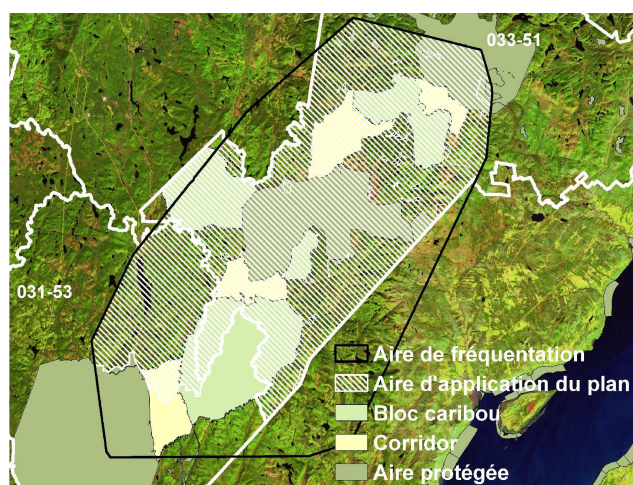 033-51
031-53
Aire de fréquentation
Aire d'application du plan
Bloc caribou
Corridor
Aire protégée